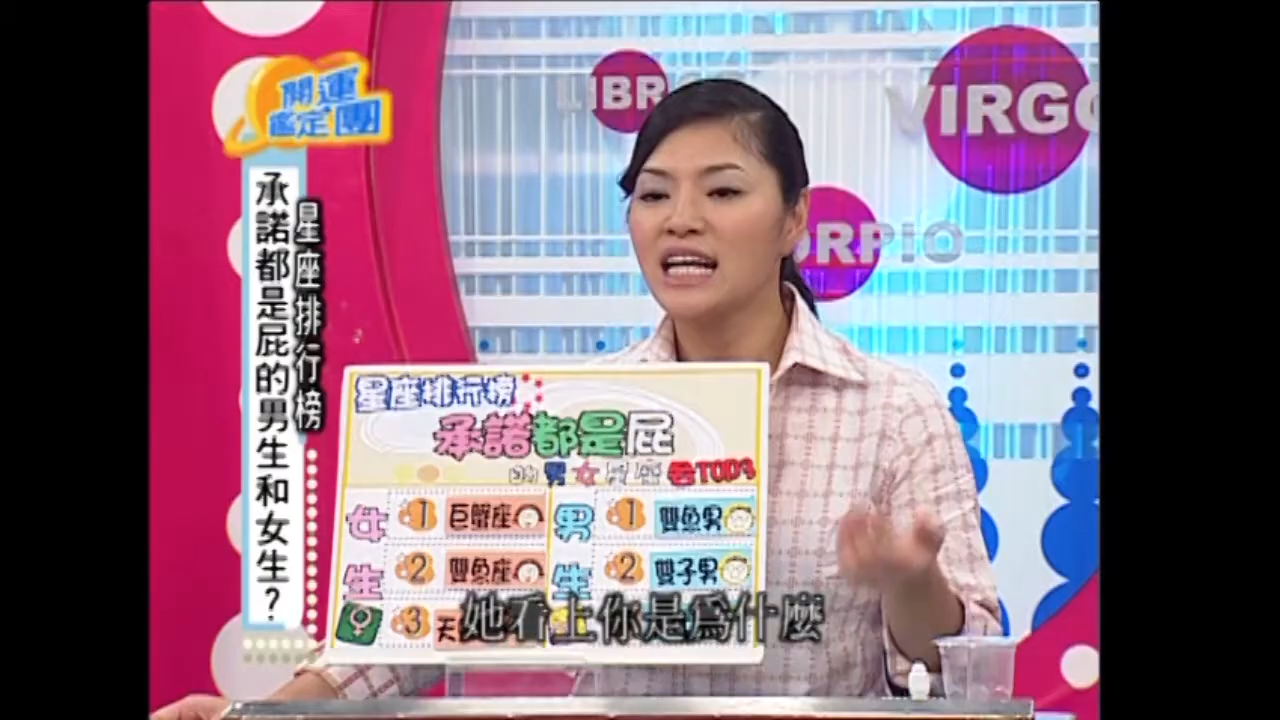 開運
鑑定團
星座排行榜
承諾都是屁的男生和女生？
VIRGO
星座排行榜
承諾都是屁
的男女星座TOP3
女生
1 巨蟹座
2 雙魚座
3 天
男生
1 雙魚男
2 雙子男
她看上你是為什麼